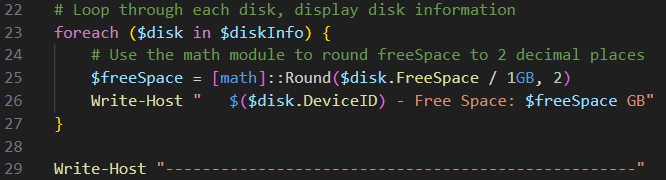 22 # Loop through each disk, display disk information
23 foreach ($disk in $diskInfo) {
24     # Use the math module to round freeSpace to 2 decimal places
25     $freeSpace = [math]::Round($disk.FreeSpace / 1GB, 2)
26     Write-Host "   $($disk.DeviceID) - Free Space: $freeSpace GB"
27 }
28
29 Write-Host "---------------------------------------------------"